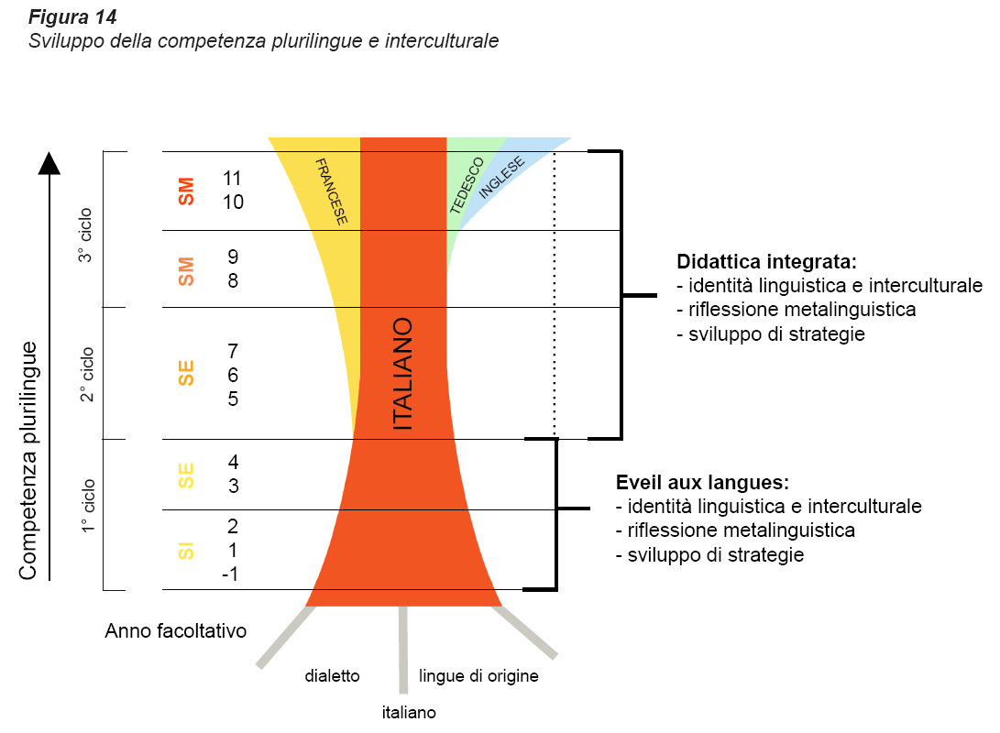 Figura 14
Sviluppo della competenza plurilingue e interculturale
Competenza plurilingue
3° ciclo
2° ciclo
1° ciclo
SM
11
10
SM
9
8
SE
7
6
5
SE
4
3
SI
2
1
-1
Anno facoltativo
FRANCESE
ITALIANO
TEDESCO
INGLESE
Didattica integrata:
- identità linguistica e interculturale
- riflessione metalinguistica
- sviluppo di strategie
Eveil aux langues:
- identità linguistica e interculturale
- riflessione metalinguistica
- sviluppo di strategie
dialetto
italiano
lingue di origine